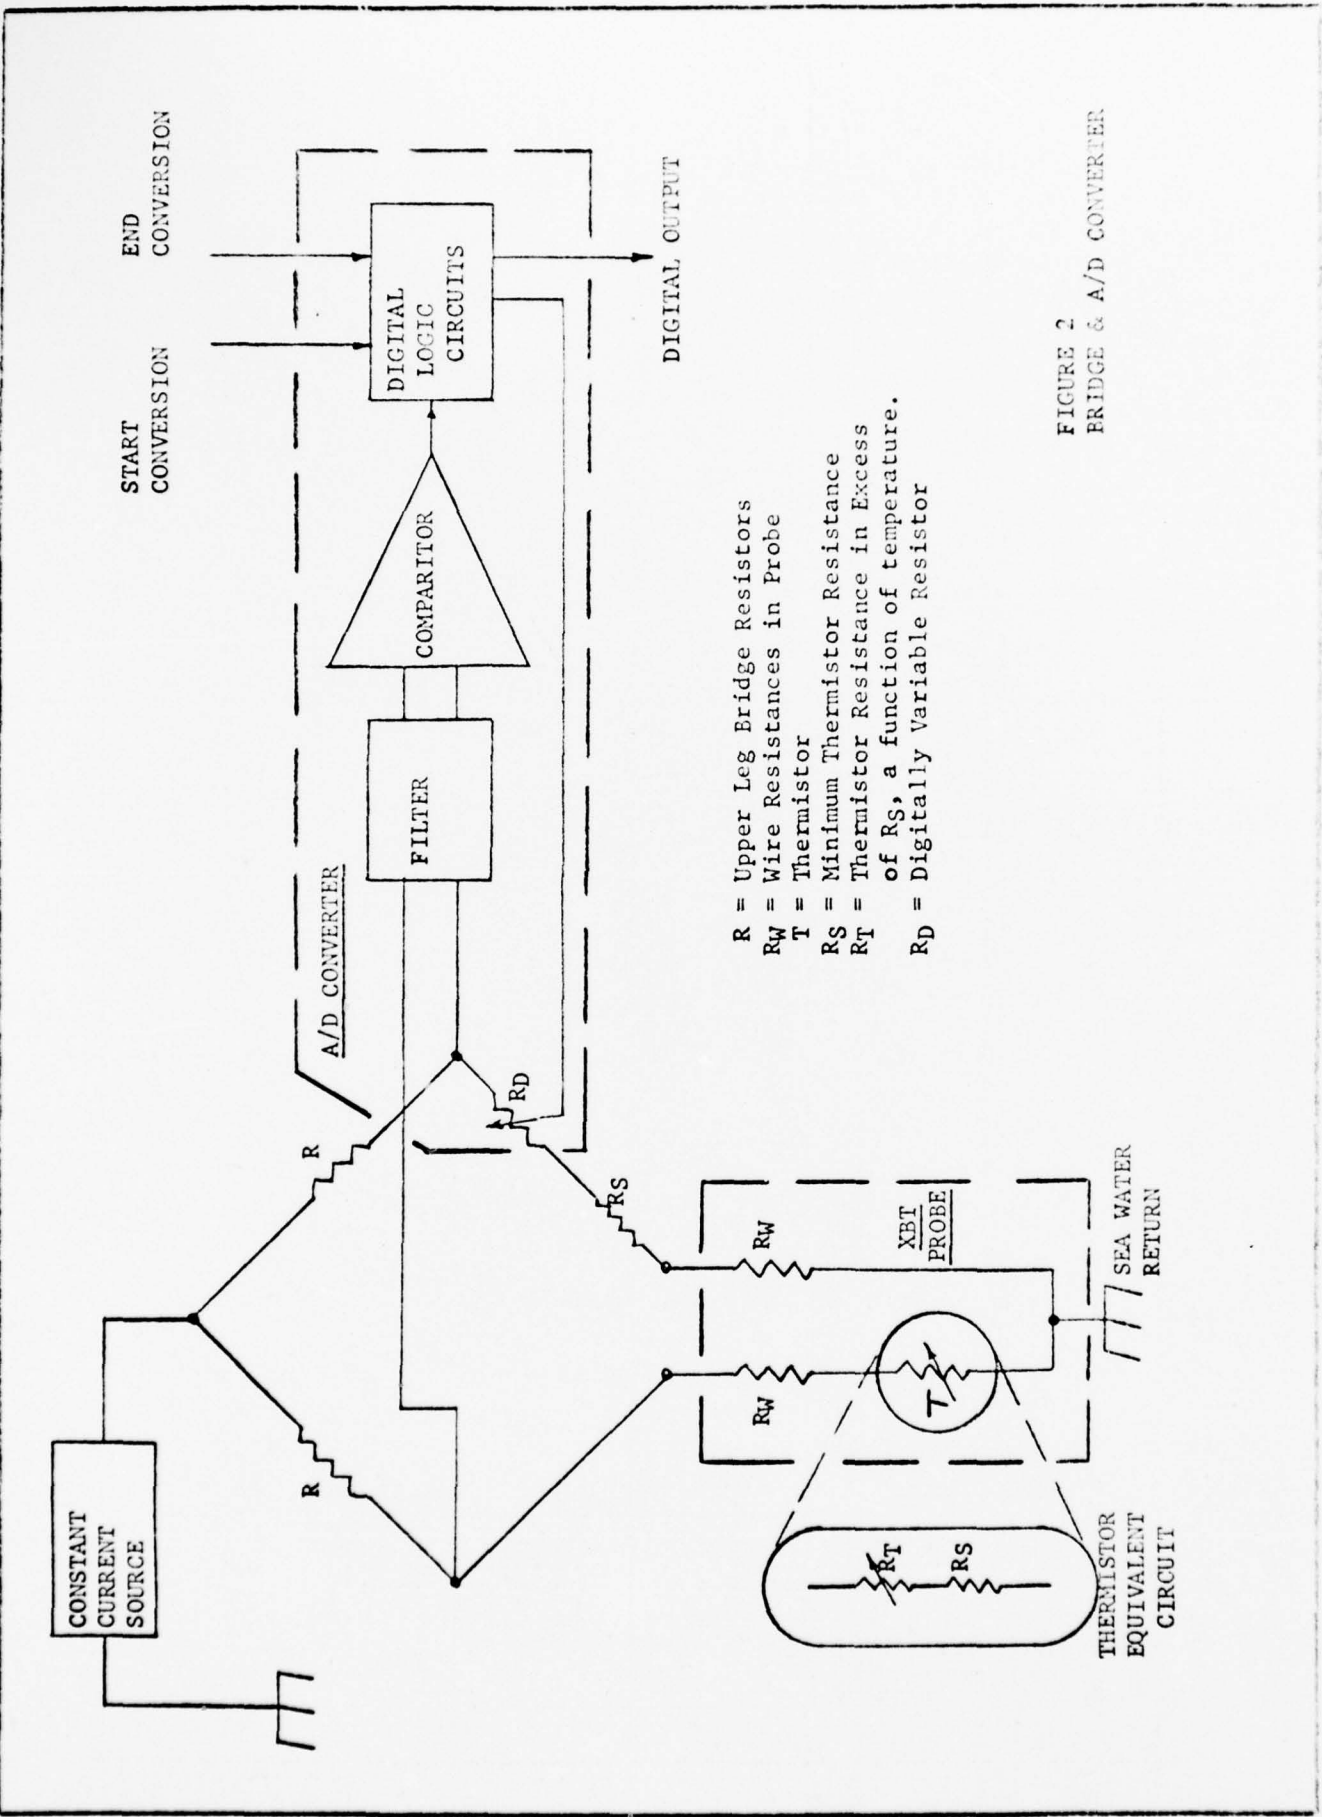 CONSTANT
CURRENT
SOURCE
R
R
A/D CONVERTER
FILTER
COMPARITOR
DIGITAL
LOGIC
CIRCUITS
START
CONVERSION
END
CONVERSION
DIGITAL OUTPUT
RD
RS
RW
RW
T
XBT
PROBE
SEA WATER
RETURN
RT
RS
THERMISTOR
EQUIVALENT
CIRCUIT
R = Upper Leg Bridge Resistors
RW = Wire Resistances in Probe
T = Thermistor
RS = Minimum Thermistor Resistance
RT = Thermistor Resistance in Excess
of RS, a function of temperature.
RD = Digitally Variable Resistor
FIGURE 2
BRIDGE & A/D CONVERTER